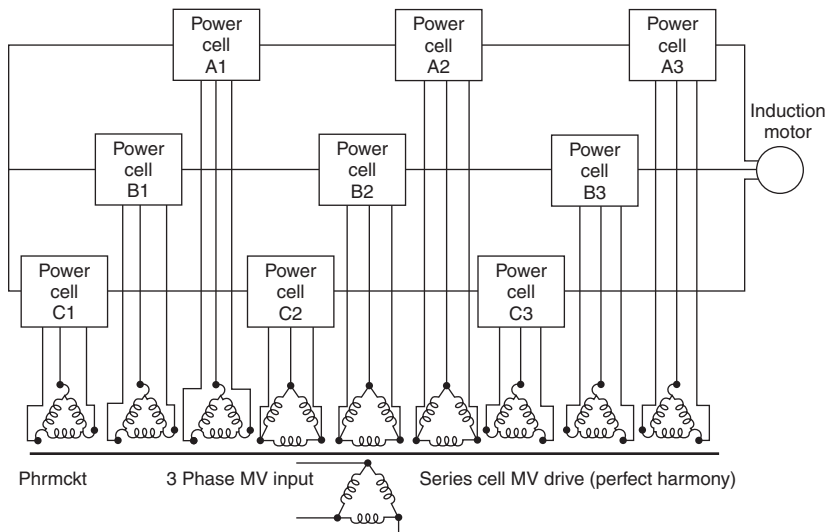 Power
cell
A1
Power
cell
A2
Power
cell
A3
Induction
motor
Power
cell
B1
Power
cell
B2
Power
cell
B3
Power
cell
C1
Power
cell
C2
Power
cell
C3
Phrmckt
3 Phase MV input
Series cell MV drive (perfect harmony)